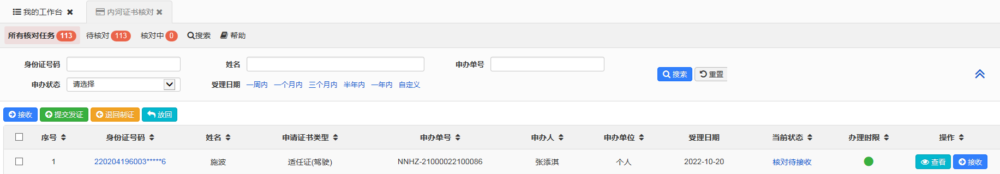 我的工作台 内河证书核对
所有核对任务 113 待核对 113 核对中 0 搜索 帮助
身份证号码 姓名 申办单号
搜索 重置
申办状态 请选择 受理日期 一周内 一个月内 三个月内 半年内 一年内 自定义
接收 提交发证 退回制证 放回
序号 身份证号码 姓名 申请证书类型 申办单号 申办人 申办单位 受理日期 当前状态 办理时限 操作
1 220204196003*****6 施波 适任证(驾驶) NNHZ-21000022100086 张添淇 个人 2022-10-20 核对待接收 查看 接收